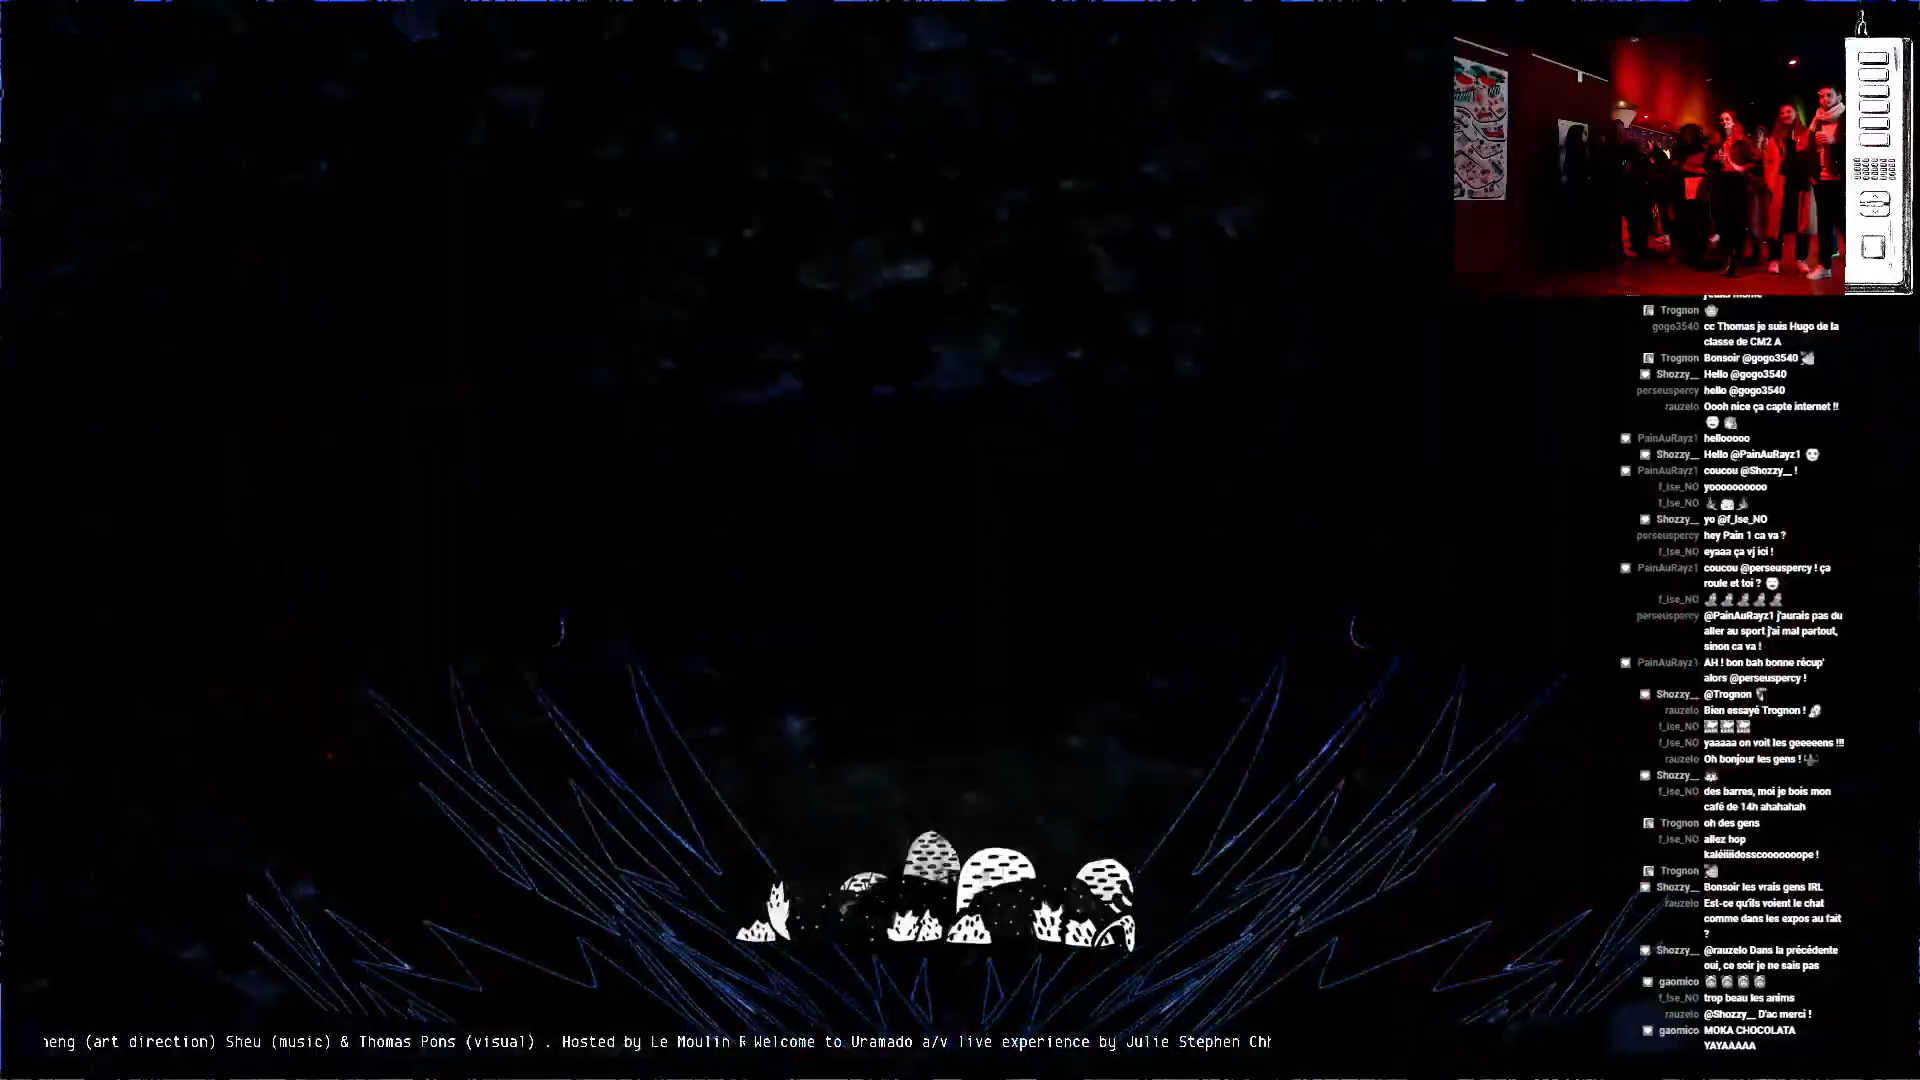 Trognon
gogo3540 cc Thomas je suis Hugo de la
classe de CM2 A
Trognon Bonsoir @gogo3540
Shozzy__ Hello @gogo3540
perseuspercy hello @gogo3540
rauzelo Oooh nice ça capte internet !!
PainAuRayz1 hellooooo
Shozzy__ Hello @PainAuRayz1
PainAuRayz1 coucou @Shozzy__ !
f_lse_NO yoooooooooo
f_lse_NO
Shozzy__ yo @f_lse_NO
perseuspercy hey Pain 1 ca va ?
f_lse_NO eyaaa ça vj ici !
PainAuRayz1 coucou @perseuspercy ! ça
roule et toi ?
f_lse_NO
perseuspercy @PainAuRayz1 j'aurais pas du
aller au sport j'ai mal partout,
sinon ca va !
PainAuRayz1 AH ! bon bah bonne récup'
alors @perseuspercy !
Shozzy__ @Trognon
rauzelo Bien essayé Trognon !
f_lse_NO
f_lse_NO yaaaaa on voit les geeeeens !!!
rauzelo Oh bonjour les gens !
Shozzy__
f_lse_NO des barres, moi je bois mon
café de 14h ahahahah
Trognon oh des gens
f_lse_NO allez hop
kaléiiiidosscooooooope !
Trognon
Shozzy__ Bonsoir les vrais gens IRL
rauzelo Est-ce qu'ils voient le chat
comme dans les expos au fait
?
Shozzy__ @rauzelo Dans la précédente
oui, ce soir je ne sais pas
gaomico
f_lse_NO trop beau les anims
rauzelo @Shozzy__ D'ac merci !
gaomico MOKA CHOCOLATA
YAYAAAAA
heng (art direction) Sheu (music) & Thomas Pons (visual) . Hosted by Le Moulin R Welcome to Uramado a/v live experience by Julie Stephen Ch